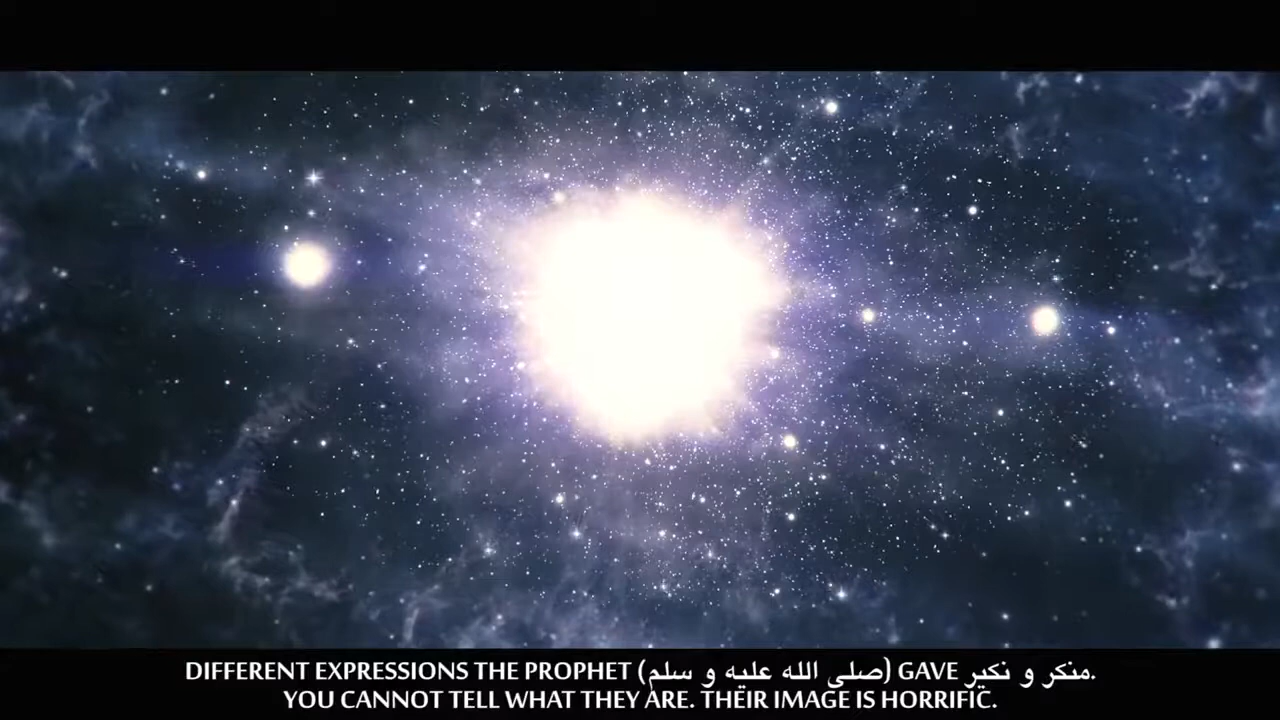 DIFFERENT EXPRESSIONS THE PROPHET (صلى الله عليه و سلم) GAVE منكر و نكير.
YOU CANNOT TELL WHAT THEY ARE. THEIR IMAGE IS HORRIFIC.